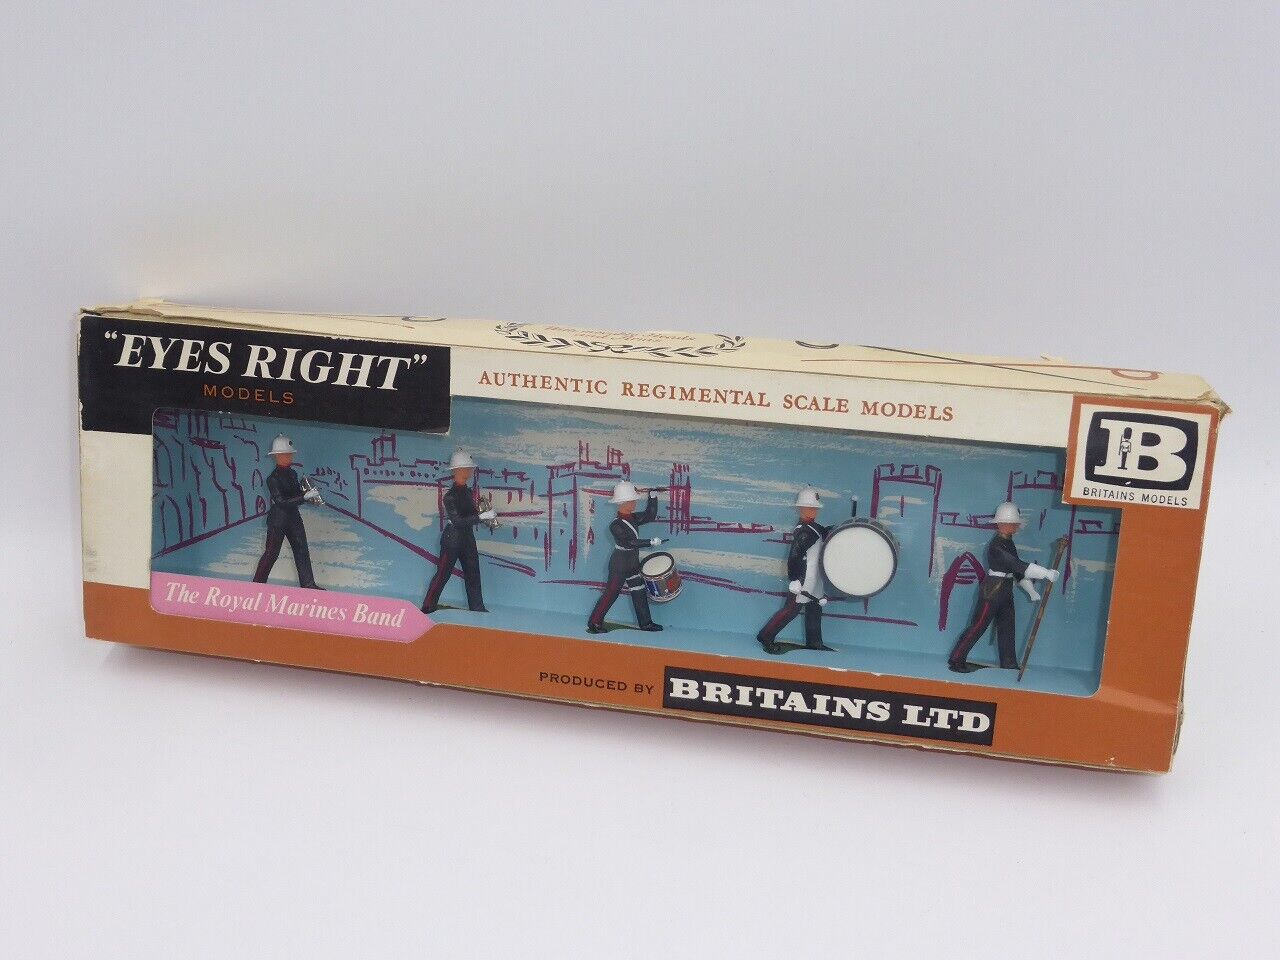 "EYES RIGHT"
MODELS
AUTHENTIC REGIMENTAL SCALE MODELS
B
BRITAINS MODELS
The Royal Marines Band
PRODUCED BY BRITAINS LTD